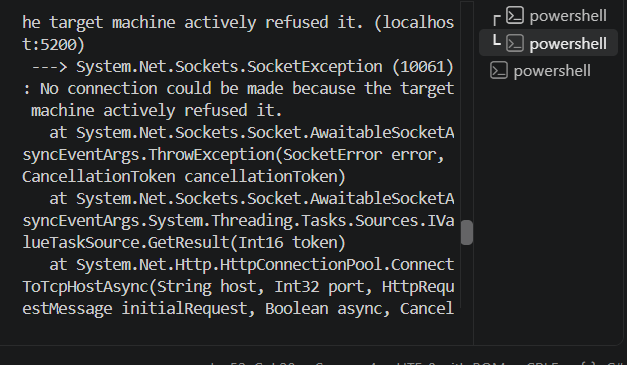 he target machine actively refused it. (localhos
t:5200)
 ---> System.Net.Sockets.SocketException (10061)
: No connection could be made because the target
 machine actively refused it.
   at System.Net.Sockets.Socket.AwaitableSocketA
syncEventArgs.ThrowException(SocketError error,
CancellationToken cancellationToken)
   at System.Net.Sockets.Socket.AwaitableSocketA
syncEventArgs.System.Threading.Tasks.Sources.IVa
lueTaskSource.GetResult(Int16 token)
   at System.Net.Http.HttpConnectionPool.Connect
ToTcpHostAsync(String host, Int32 port, HttpRequ
estMessage initialRequest, Boolean async, Cancel
powershell
powershell
powershell